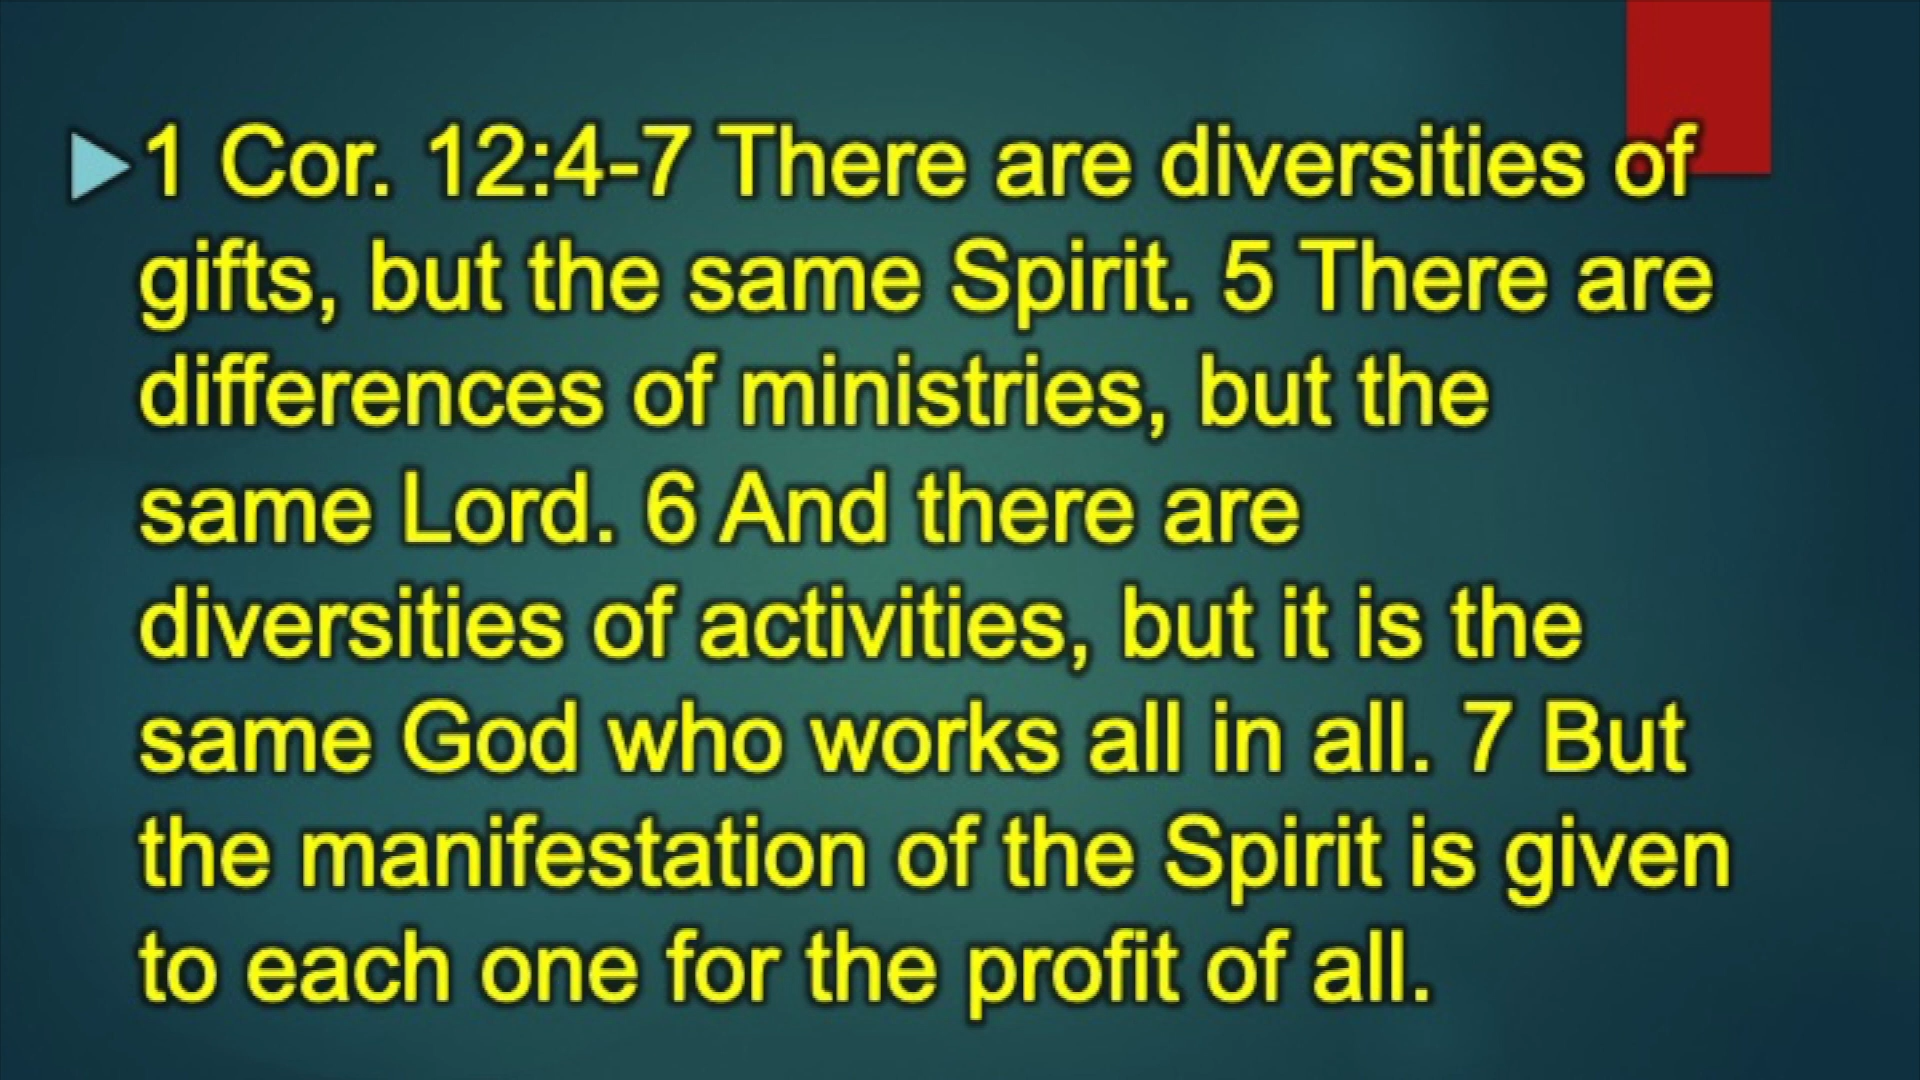 1 Cor. 12:4-7 There are diversities of
gifts, but the same Spirit. 5 There are
differences of ministries, but the
same Lord. 6 And there are
diversities of activities, but it is the
same God who works all in all. 7 But
the manifestation of the Spirit is given
to each one for the profit of all.